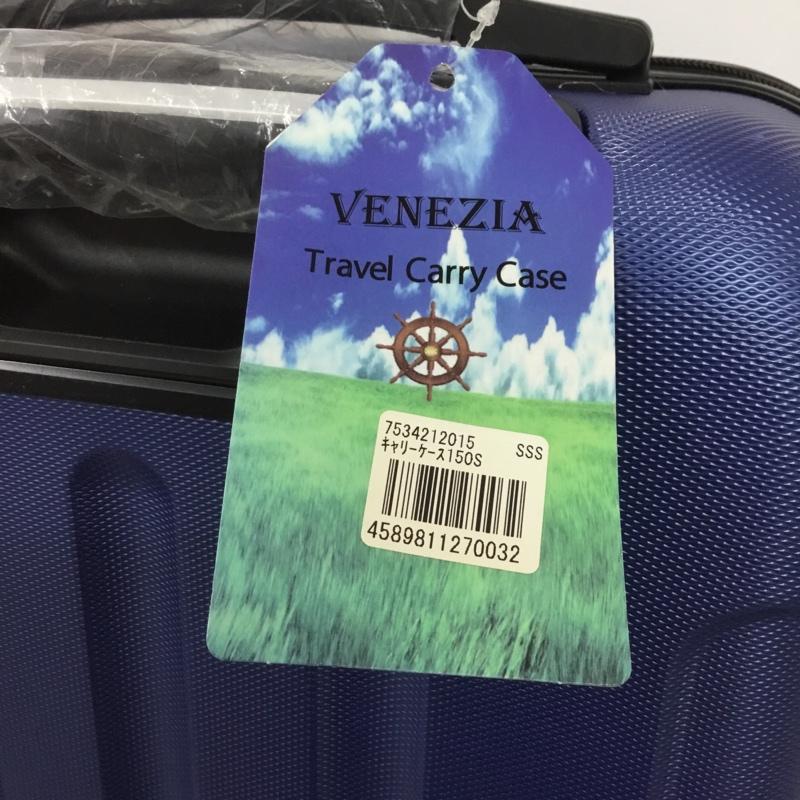 VENEZIA
Travel Carry Case
7534212015 SSS
ｷｬﾘｰｹｰｽ150S
4589811270032